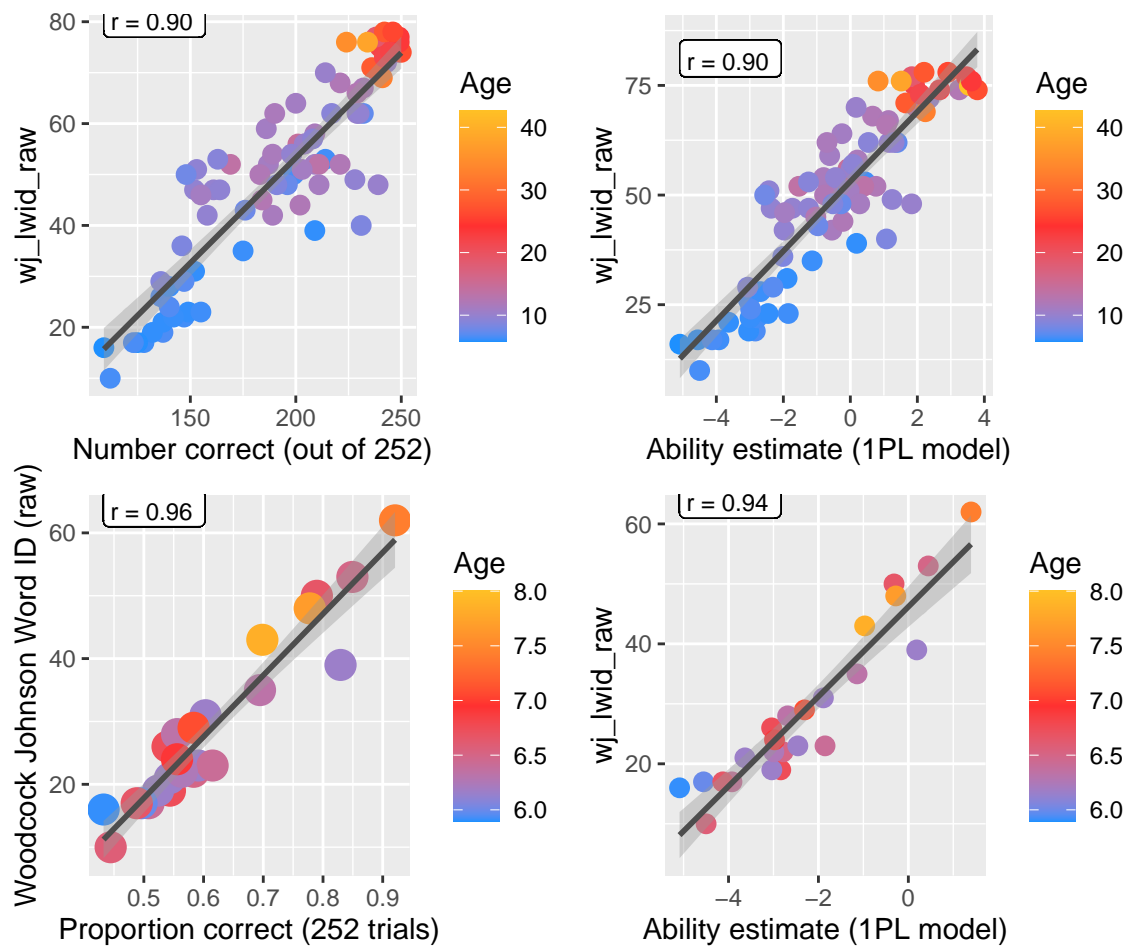 r = 0.90
80
60
40
20
wj_lwid_raw
150
200
250
Number correct (out of 252)
Age
40
30
20
10
r = 0.90
75
50
25
wj_lwid_raw
−4
−2
0
2
4
Ability estimate (1PL model)
Age
40
30
20
10
r = 0.96
60
40
20
Woodcock Johnson Word ID (raw)
0.5
0.6
0.7
0.8
0.9
Proportion correct (252 trials)
Age
8.0
7.5
7.0
6.5
6.0
r = 0.94
60
40
20
wj_lwid_raw
−4
−2
0
Ability estimate (1PL model)
Age
8.0
7.5
7.0
6.5
6.0